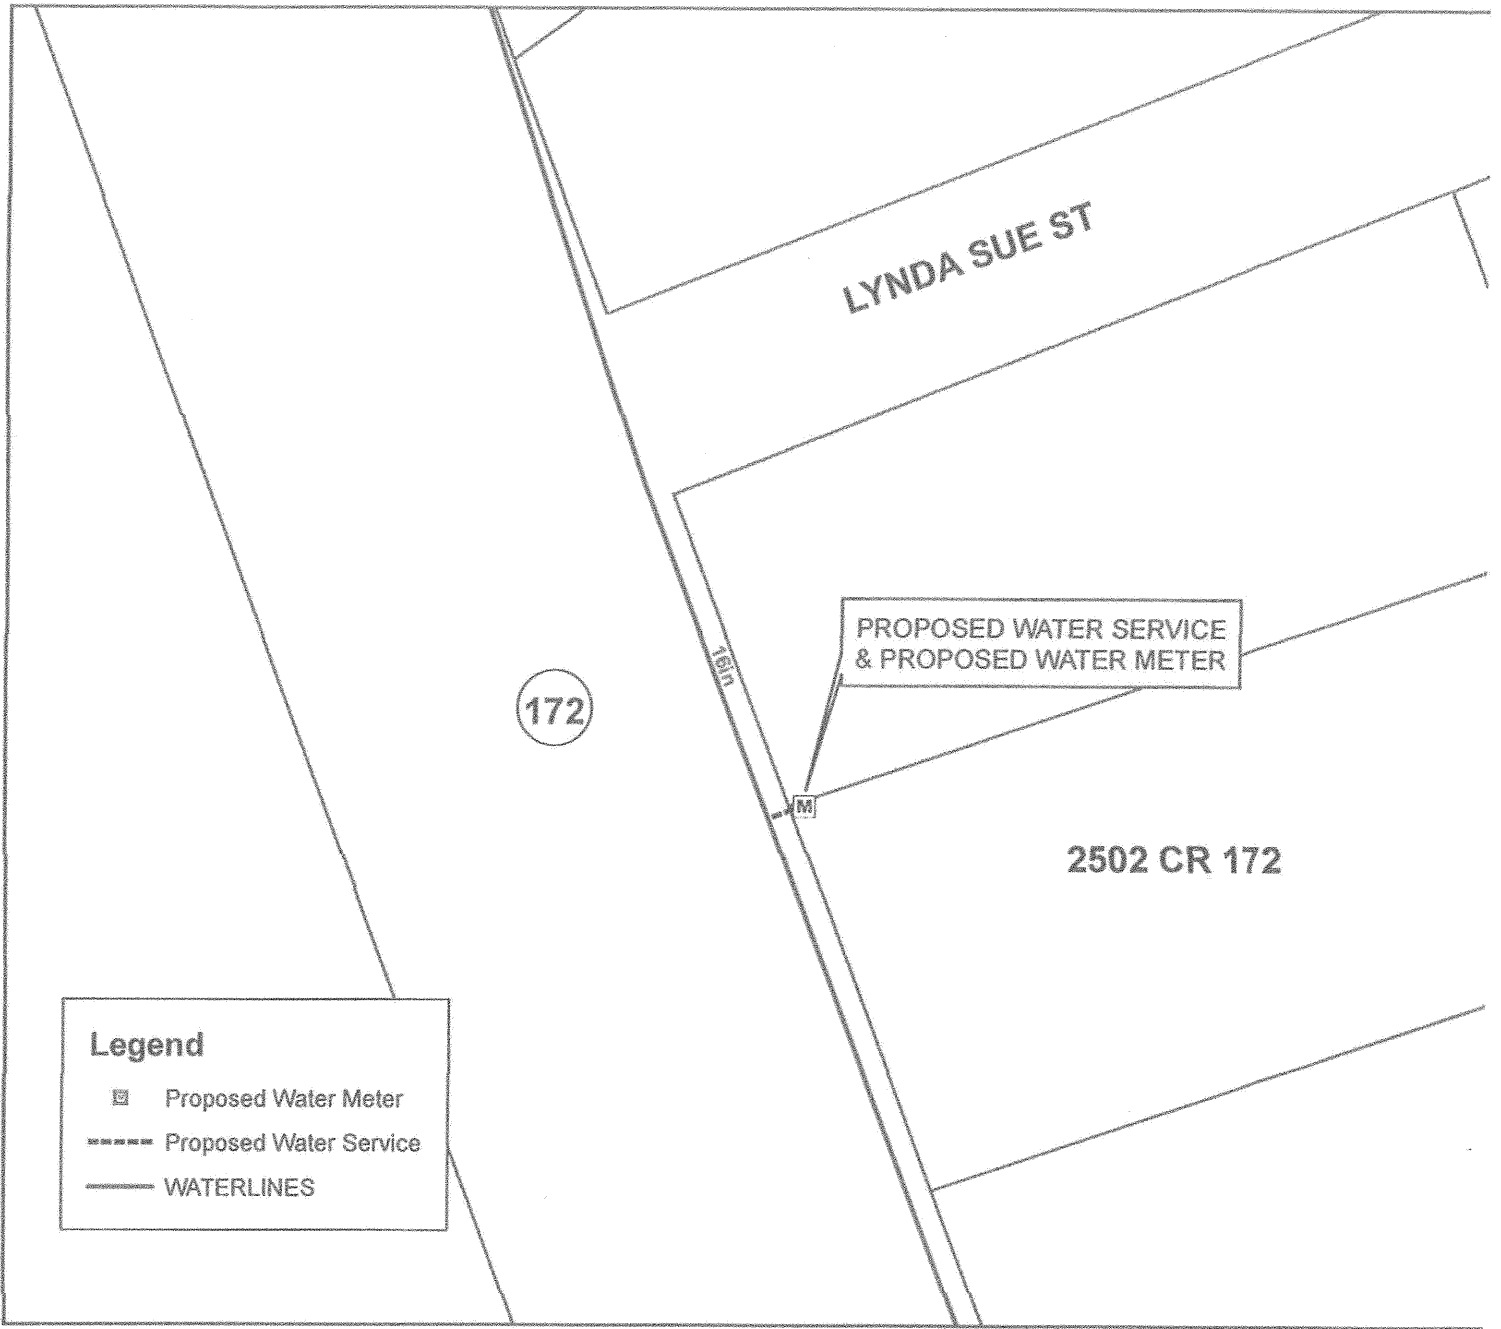 LYNDA SUE ST
PROPOSED WATER SERVICE
& PROPOSED WATER METER
16in
172
M
2502 CR 172
Legend
Proposed Water Meter
Proposed Water Service
WATERLINES